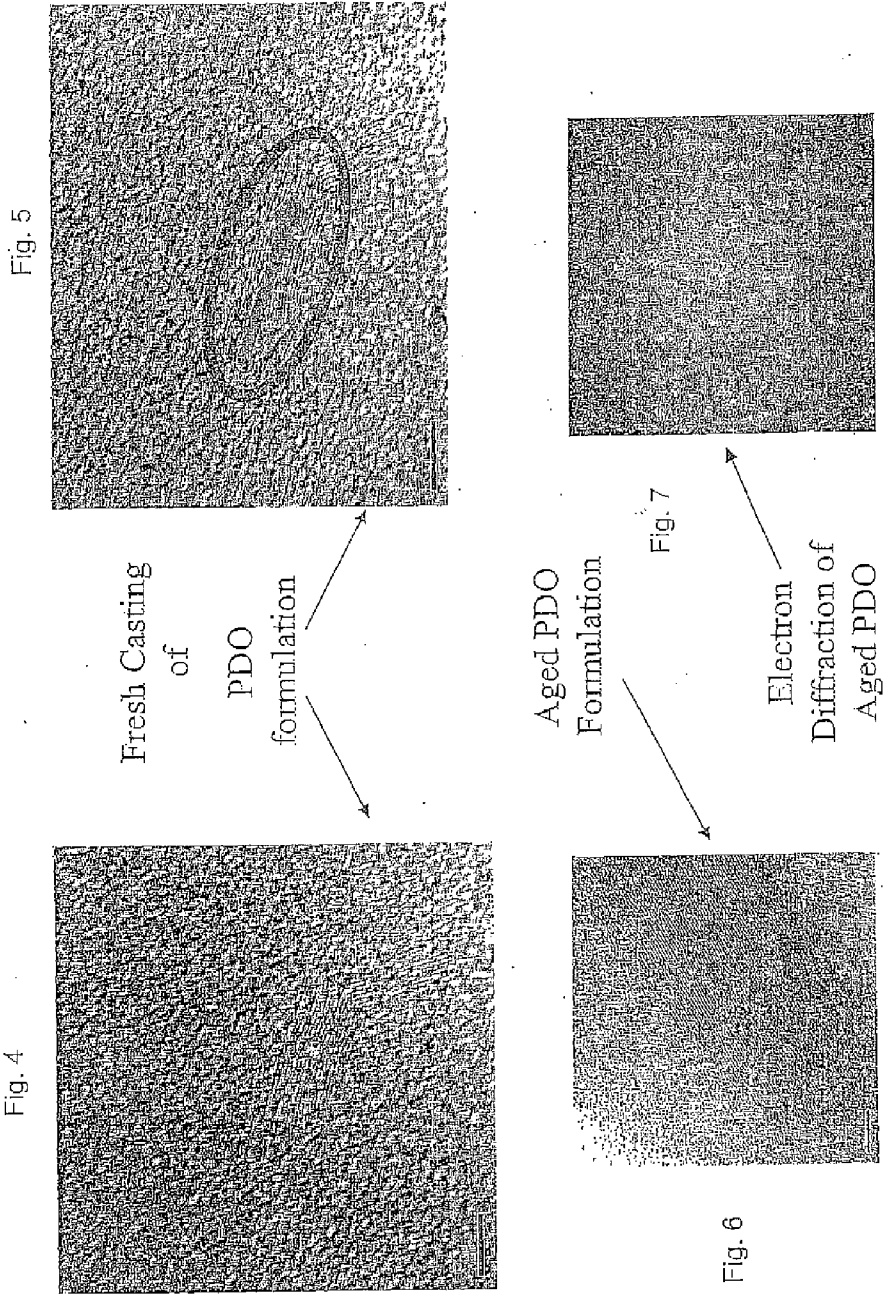 Fig. 4
Fig. 5
Fresh Casting
of
PDO
formulation
Fig. 6
Aged PDO
Formulation
Fig. 7
Electron
Diffraction of
Aged PDO